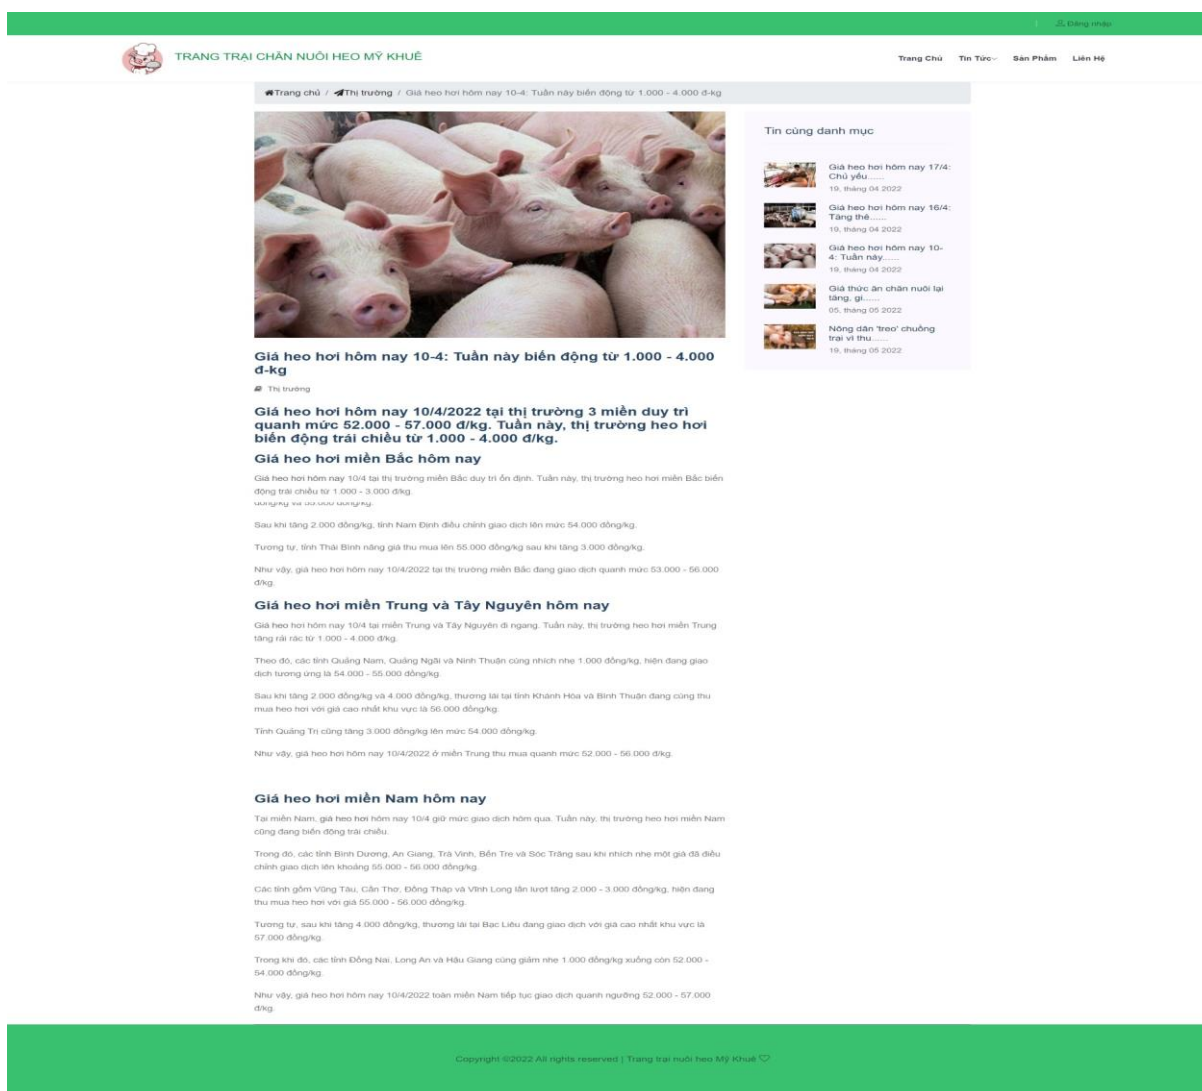 Đăng nhập
TRANG TRẠI CHĂN NUÔI HEO MỸ KHUÊ
Trang Chủ Tin Tức Sản Phẩm Liên Hệ
Trang chủ / Thị trường / Giá heo hơi hôm nay 10-4: Tuần này biến động từ 1.000 - 4.000 đ-kg
Giá heo hơi hôm nay 10-4: Tuần này biến động từ 1.000 - 4.000
đ-kg
Thị trường
Giá heo hơi hôm nay 10/4/2022 tại thị trường 3 miền duy trì
quanh mức 52.000 - 57.000 đ/kg. Tuần này, thị trường heo hơi
biến động trái chiều từ 1.000 - 4.000 đ/kg.
Giá heo hơi miền Bắc hôm nay
Giá heo hơi hôm nay 10/4 tại thị trường miền Bắc duy trì ổn định. Tuần này, thị trường heo hơi miền Bắc biến
động trái chiều từ 1.000 - 3.000 đ/kg.
đồng/kg và 55.000 đồng/kg.
Sau khi tăng 2.000 đồng/kg, tỉnh Nam Định điều chỉnh giao dịch lên mức 54.000 đồng/kg.
Tương tự, tỉnh Thái Bình nâng giá thu mua lên 55.000 đồng/kg sau khi tăng 3.000 đồng/kg.
Như vậy, giá heo hơi hôm nay 10/4/2022 tại thị trường miền Bắc đang giao dịch quanh mức 53.000 - 56.000
đ/kg.
Giá heo hơi miền Trung và Tây Nguyên hôm nay
Giá heo hơi hôm nay 10/4 tại miền Trung và Tây Nguyên đi ngang. Tuần này, thị trường heo hơi miền Trung
tăng rải rác từ 1.000 - 4.000 đ/kg.
Theo đó, các tỉnh Quảng Nam, Quảng Ngãi và Ninh Thuận cùng nhích nhẹ 1.000 đồng/kg, hiện đang giao
dịch tương ứng là 54.000 - 55.000 đồng/kg.
Sau khi tăng 2.000 đồng/kg và 4.000 đồng/kg, thương lái tại tỉnh Khánh Hòa và Bình Thuận đang cùng thu
mua heo hơi với giá cao nhất khu vực là 56.000 đồng/kg.
Tỉnh Quảng Trị cũng tăng 3.000 đồng/kg lên mức 54.000 đồng/kg.
Như vậy, giá heo hơi hôm nay 10/4/2022 ở miền Trung thu mua quanh mức 52.000 - 56.000 đ/kg.
Giá heo hơi miền Nam hôm nay
Tại miền Nam, giá heo hơi hôm nay 10/4 giữ mức giao dịch hôm qua. Tuần này, thị trường heo hơi miền Nam
cũng đang biến động trái chiều.
Trong đó, các tỉnh Bình Dương, An Giang, Trà Vinh, Bến Tre và Sóc Trăng sau khi nhích nhẹ một giá đã điều
chỉnh giao dịch lên khoảng 55.000 - 56.000 đồng/kg.
Các tỉnh gồm Vũng Tàu, Cần Thơ, Đồng Tháp và Vĩnh Long lần lượt tăng 2.000 - 3.000 đồng/kg, hiện đang
thu mua heo hơi với giá 55.000 - 56.000 đồng/kg.
Tương tự, sau khi tăng 4.000 đồng/kg, thương lái tại Bạc Liêu đang giao dịch với giá cao nhất khu vực là
57.000 đồng/kg.
Trong khi đó, các tỉnh Đồng Nai, Long An và Hậu Giang cùng giảm nhẹ 1.000 đồng/kg xuống còn 52.000 -
54.000 đồng/kg.
Như vậy, giá heo hơi hôm nay 10/4/2022 toàn miền Nam tiếp tục giao dịch quanh ngưỡng 52.000 - 57.000
đ/kg.
Tin cùng danh mục
Giá heo hơi hôm nay 17/4:
Chủ yếu......
19, tháng 04 2022
Giá heo hơi hôm nay 16/4:
Tăng thê......
19, tháng 04 2022
Giá heo hơi hôm nay 10-
4: Tuần này......
19, tháng 04 2022
Giá thức ăn chăn nuôi lại
tăng, gi......
05, tháng 05 2022
Nông dân 'treo' chuồng
trại vì thu......
19, tháng 05 2022
Copyright ©2022 All rights reserved | Trang trại nuôi heo Mỹ Khuê